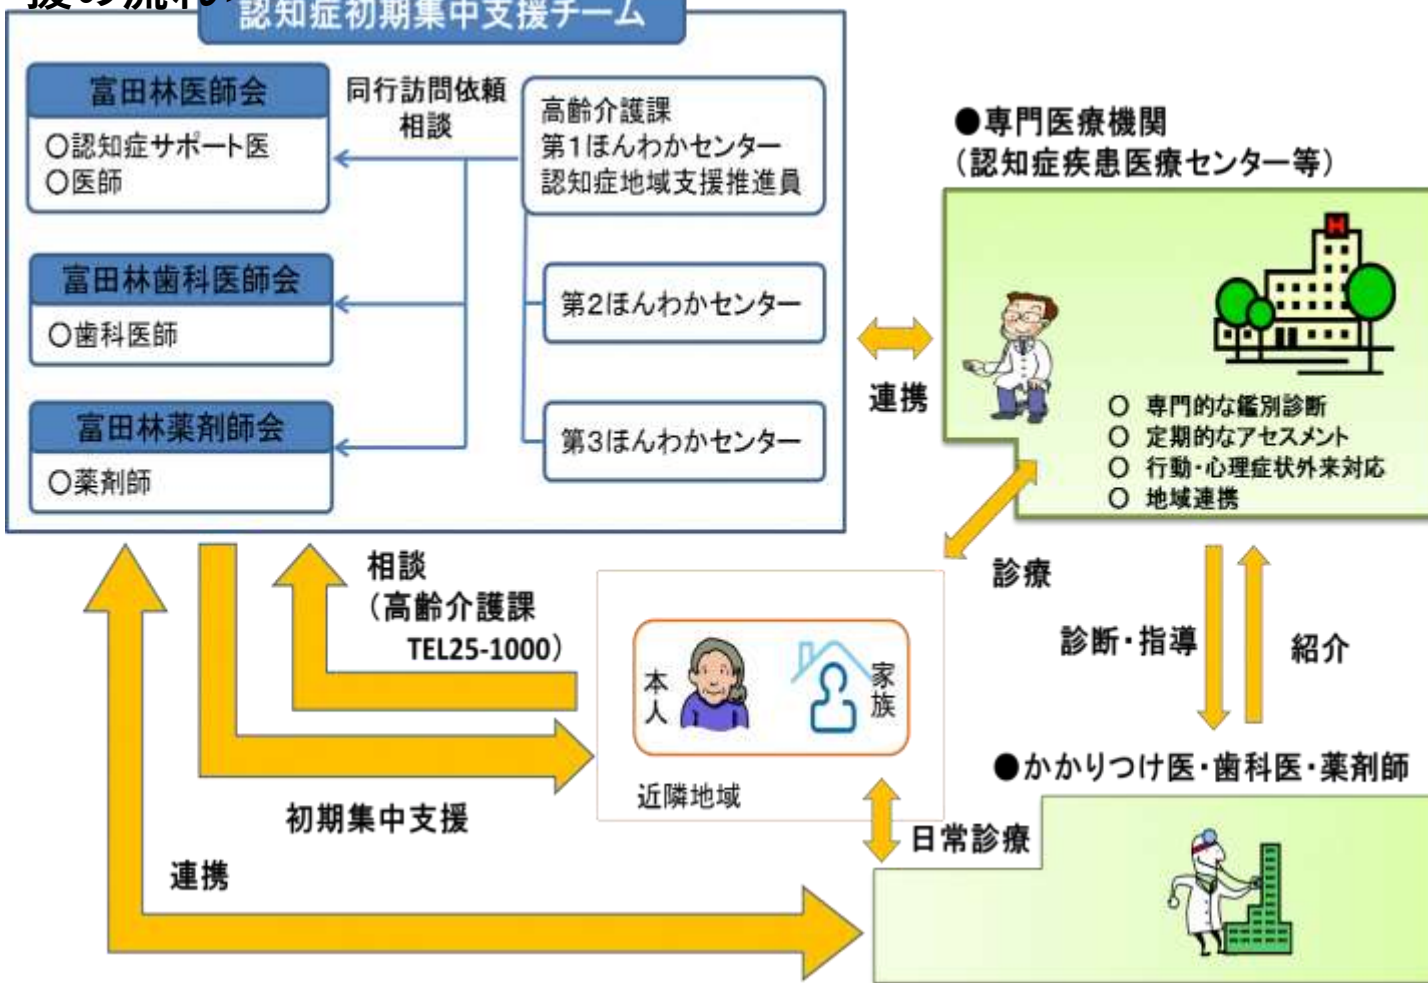 援の流れ
認知症初期集中支援チーム
富田林医師会
○認知症サポート医
○医師
同行訪問依頼
相談
高齢介護課
第1ほんわかセンター
認知症地域支援推進員
富田林歯科医師会
○歯科医師
第2ほんわかセンター
富田林薬剤師会
○薬剤師
第3ほんわかセンター
連携
●専門医療機関
（認知症疾患医療センター等）
H
○ 専門的な鑑別診断
○ 定期的なアセスメント
○ 行動・心理症状外来対応
○ 地域連携
相談
（高齢介護課
TEL25-1000）
診療
診断・指導
紹介
本人
家族
近隣地域
初期集中支援
連携
日常診療
●かかりつけ医・歯科医・薬剤師